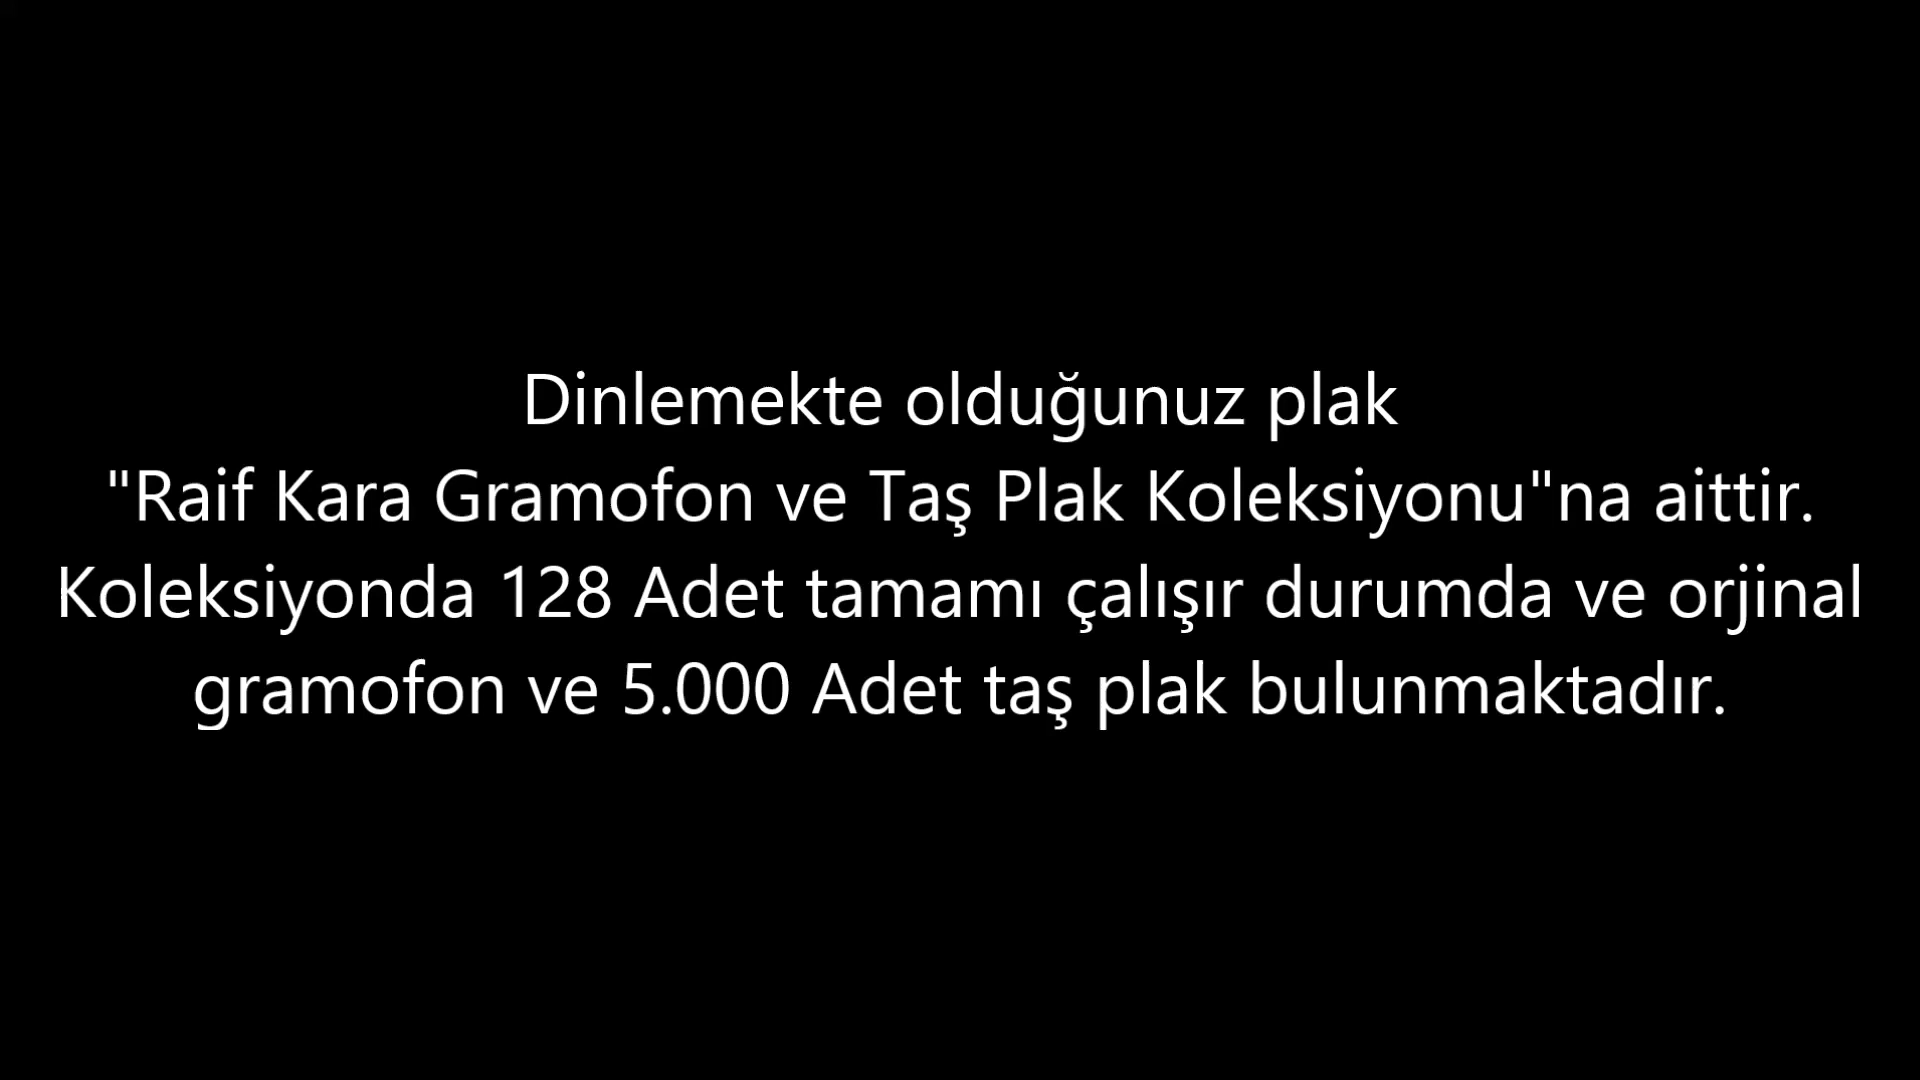 Dinlemekte olduğunuz plak
"Raif Kara Gramofon ve Taş Plak Koleksiyonu"na aittir.
Koleksiyonda 128 Adet tamamı çalışır durumda ve orjinal
gramofon ve 5.000 Adet taş plak bulunmaktadır.